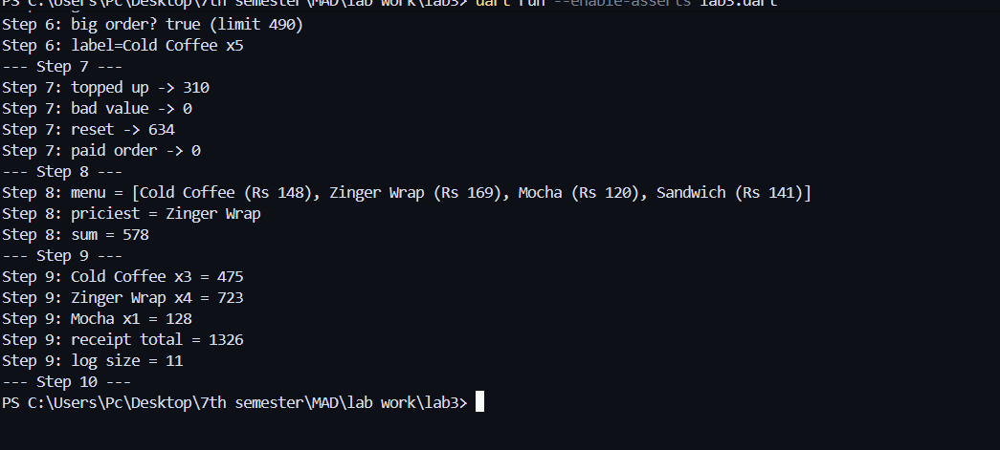 PS C:\Users\Pc\Desktop\7th semester\MAD\lab work\lab3> dart run --enable-asserts lab3.dart
Step 6: big order? true (limit 490)
Step 6: label=Cold Coffee x5
--- Step 7 ---
Step 7: topped up -> 310
Step 7: bad value -> 0
Step 7: reset -> 634
Step 7: paid order -> 0
--- Step 8 ---
Step 8: menu = [Cold Coffee (Rs 148), Zinger Wrap (Rs 169), Mocha (Rs 120), Sandwich (Rs 141)]
Step 8: priciest = Zinger Wrap
Step 8: sum = 578
--- Step 9 ---
Step 9: Cold Coffee x3 = 475
Step 9: Zinger Wrap x4 = 723
Step 9: Mocha x1 = 128
Step 9: receipt total = 1326
Step 9: log size = 11
--- Step 10 ---
PS C:\Users\Pc\Desktop\7th semester\MAD\lab work\lab3>